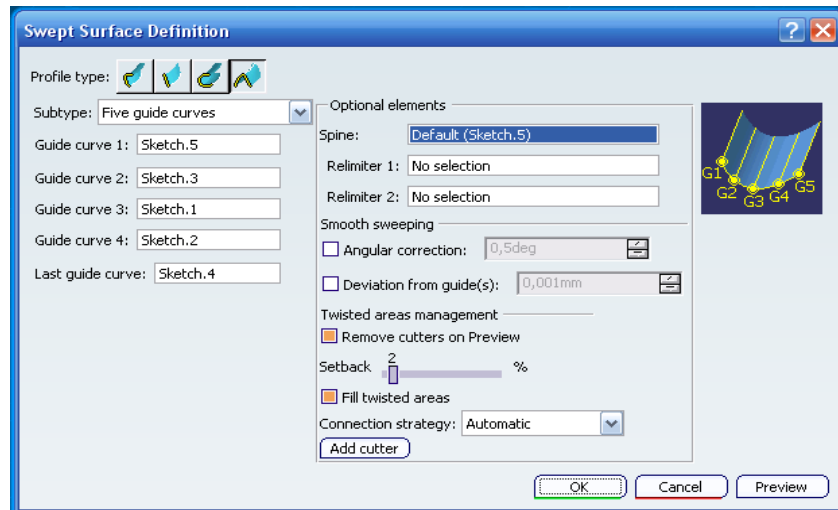 Swept Surface Definition
Profile type:
Subtype: Five guide curves
Guide curve 1: Sketch.5
Guide curve 2: Sketch.3
Guide curve 3: Sketch.1
Guide curve 4: Sketch.2
Last guide curve: Sketch.4
Optional elements
Spine: Default (Sketch.5)
Relimiter 1: No selection
Relimiter 2: No selection
Smooth sweeping
Angular correction: 0,5deg
Deviation from guide(s): 0,001mm
Twisted areas management
Remove cutters on Preview
Setback 2 %
Fill twisted areas
Connection strategy: Automatic
Add cutter
G1 G2 G3 G4 G5
OK Cancel Preview